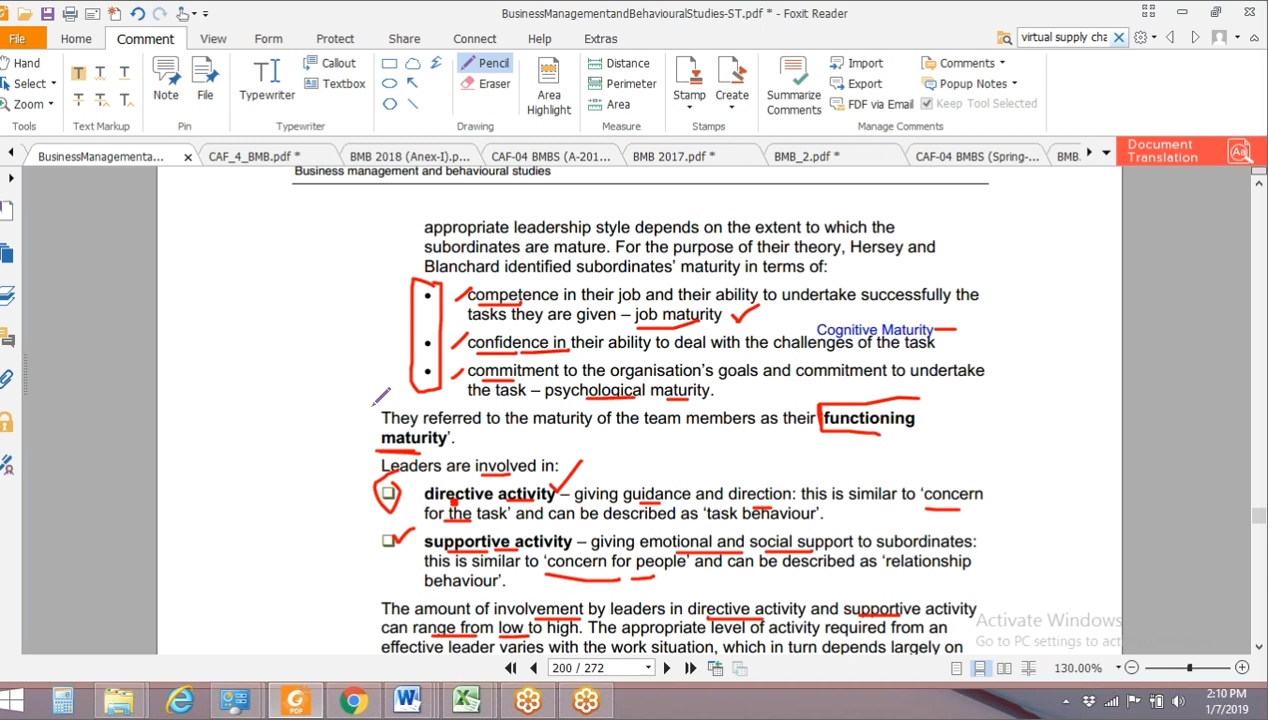 BusinessManagementandBehaviouralStudies-ST.pdf * - Foxit Reader
File Home Comment View Form Protect Share Connect Help Extras virtual supply cha
Hand
Select
Zoom
Tools
Text Markup
Note File
Pin
Typewriter
Callout
Textbox
Typewriter
Pencil
Eraser
Drawing
Area
Highlight
Distance
Perimeter
Area
Measure
Stamp Create
Stamps
Summarize
Comments
Import
Export
FDF via Email
Comments
Popup Notes
Keep Tool Selected
Manage Comments
BusinessManagementa... CAF_4_BMB.pdf * BMB 2018 (Anex-I).p... CAF-04 BMBS (A-201... BMB 2017.pdf * BMB_2.pdf * CAF-04 BMBS (Spring-... BMB.
Document
Translation
Business management and behavioural studies
appropriate leadership style depends on the extent to which the
subordinates are mature. For the purpose of their theory, Hersey and
Blanchard identified subordinates' maturity in terms of:
• competence in their job and their ability to undertake successfully the
tasks they are given – job maturity
Cognitive Maturity
• confidence in their ability to deal with the challenges of the task
• commitment to the organisation's goals and commitment to undertake
the task – psychological maturity.
They referred to the maturity of the team members as their 'functioning
maturity'.
Leaders are involved in:
❑ directive activity – giving guidance and direction: this is similar to 'concern
for the task' and can be described as 'task behaviour'.
❑ supportive activity – giving emotional and social support to subordinates:
this is similar to 'concern for people' and can be described as 'relationship
behaviour'.
The amount of involvement by leaders in directive activity and supportive activity
can range from low to high. The appropriate level of activity required from an
effective leader varies with the work situation, which in turn depends largely on
Activate Windows
Go to PC settings to act
200 / 272
130.00%
2:10 PM
1/7/2019